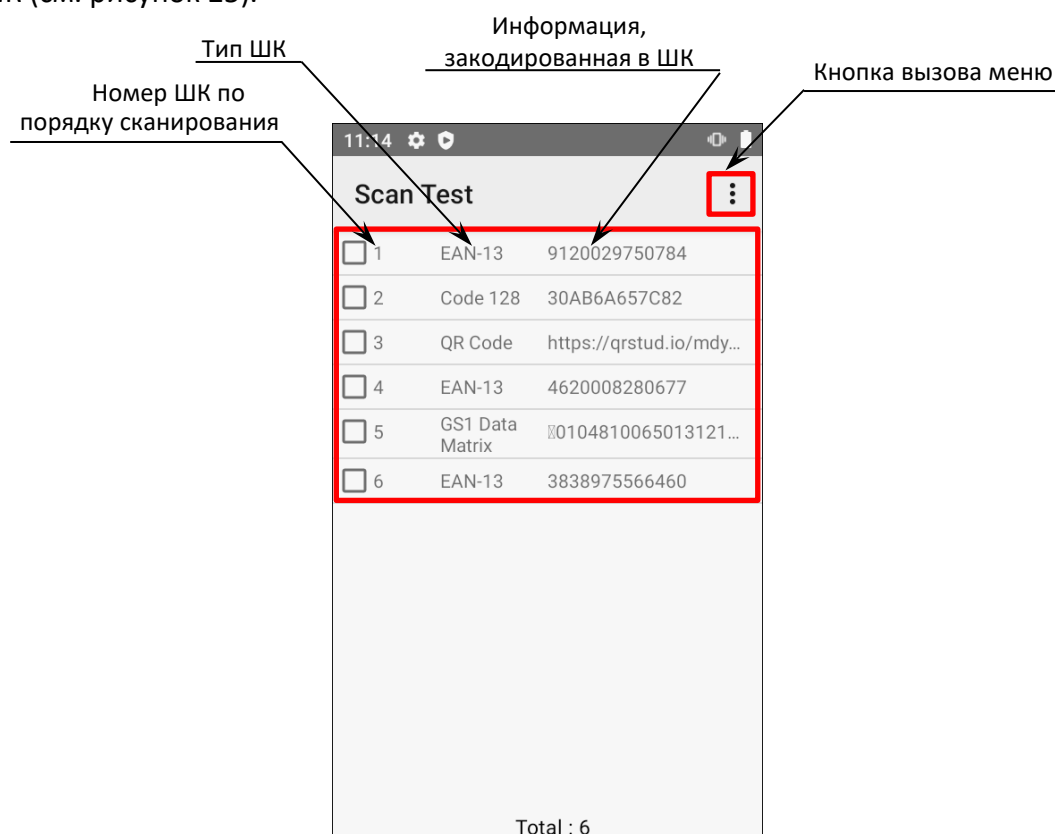 (см. рисунок
Информация,
закодированная в ШК
Тип ШК
Кнопка вызова меню
Номер ШК по
порядку сканирования
11:14
Scan Test
1 EAN-13 9120029750784
2 Code 128 30AB6A657C82
3 QR Code https://qrstud.io/mdy...
4 EAN-13 4620008280677
5 GS1 Data
Matrix 0104810065013121...
6 EAN-13 3838975566460
Total : 6